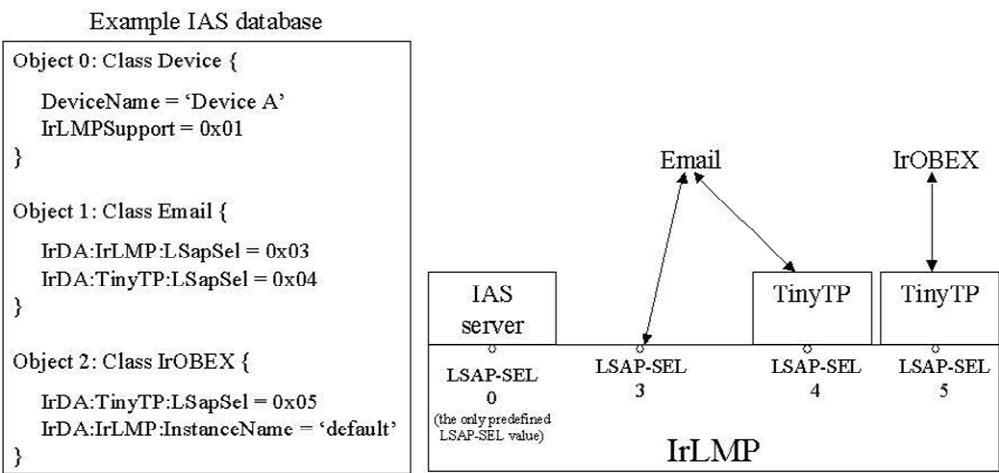 Example IAS database
Object 0: Class Device {
DeviceName = ‘Device A’
IrLMPSupport = 0x01
}
Object 1: Class Email {
IrDA:IrLMP:LSapSel = 0x03
IrDA:TinyTP:LSapSel = 0x04
}
Object 2: Class IrOBEX {
IrDA:TinyTP:LSapSel = 0x05
IrDA:IrLMP:InstanceName = ‘default’
}
Email
IrOBEX
IAS
server
TinyTP
TinyTP
LSAP-SEL
0
(the only predefined
LSAP-SEL value)
LSAP-SEL
3
LSAP-SEL
4
LSAP-SEL
5
IrLMP